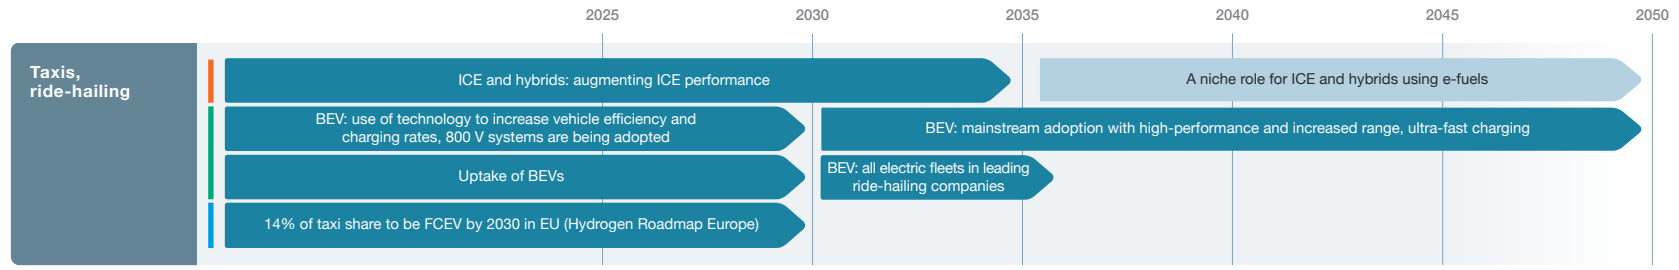 2025
2030
2035
2040
2045
2050
Taxis,
ride-hailing
ICE and hybrids: augmenting ICE performance
A niche role for ICE and hybrids using e-fuels
BEV: use of technology to increase vehicle efficiency and
charging rates, 800 V systems are being adopted
BEV: mainstream adoption with high-performance and increased range, ultra-fast charging
Uptake of BEVs
BEV: all electric fleets in leading
ride-hailing companies
14% of taxi share to be FCEV by 2030 in EU (Hydrogen Roadmap Europe)